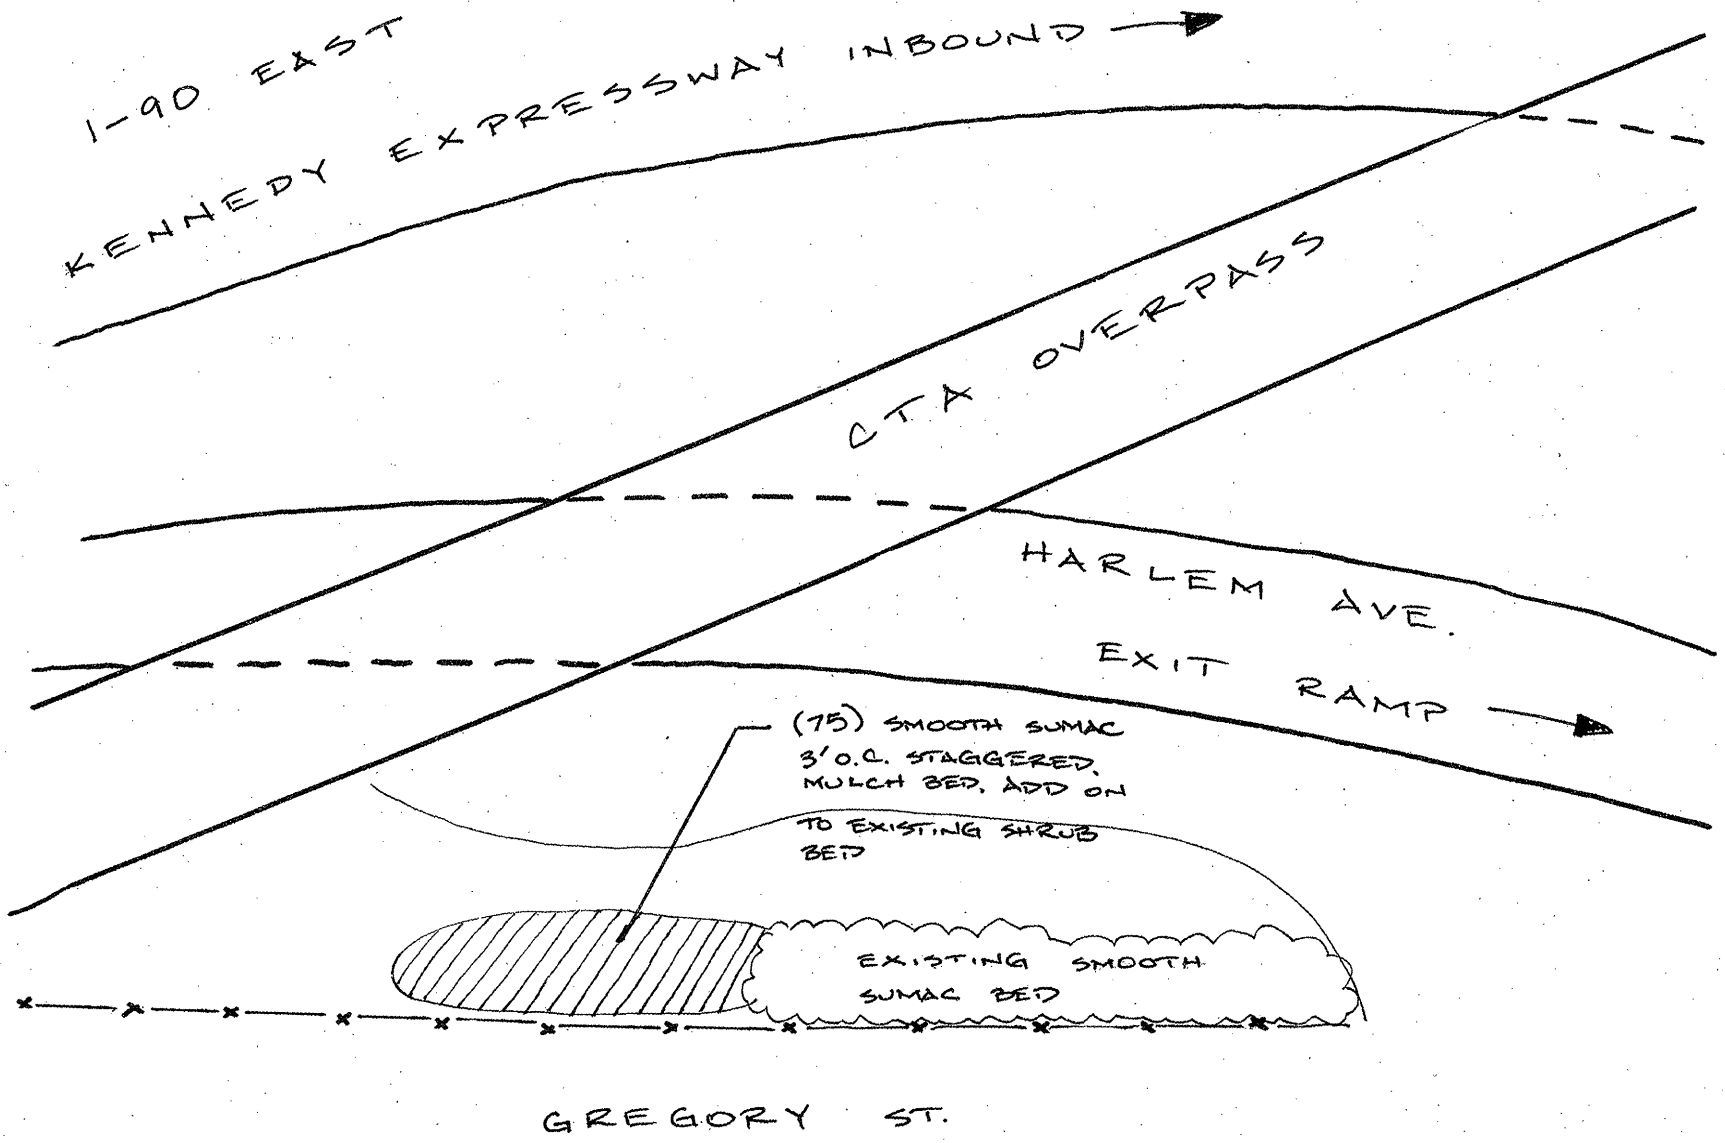 I-90 EAST
KENNEDY EXPRESSWAY INBOUND
CTA OVERPASS
HARLEM AVE.
EXIT RAMP
(75) SMOOTH SUMAC
3' O.C. STAGGERED.
MULCH BED. ADD ON
TO EXISTING SHRUB
BED
EXISTING SMOOTH
SUMAC BED
GREGORY ST.